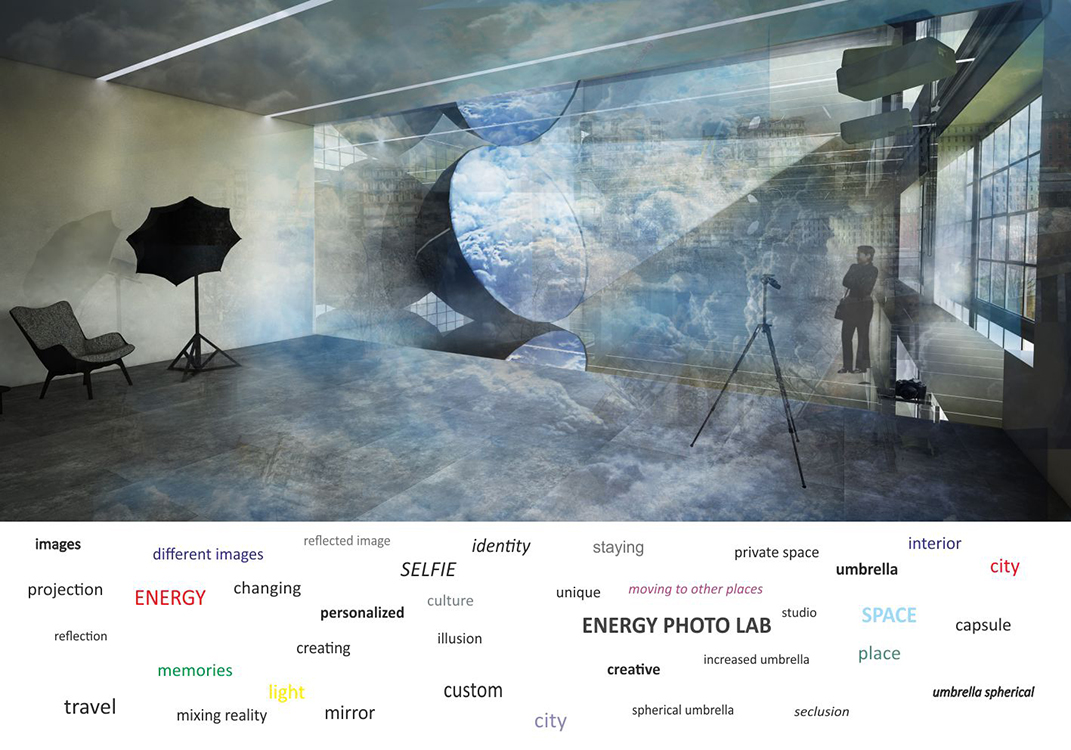 images
different images
reflected image
identity
staying
private space
interior
projection
ENERGY
changing
SELFIE
unique
moving to other places
umbrella
city
personalized
culture
ENERGY PHOTO LAB
studio
SPACE
capsule
reflection
creating
illusion
place
memories
creative
increased umbrella
travel
light
custom
umbrella spherical
mixing reality
mirror
city
spherical umbrella
seclusion